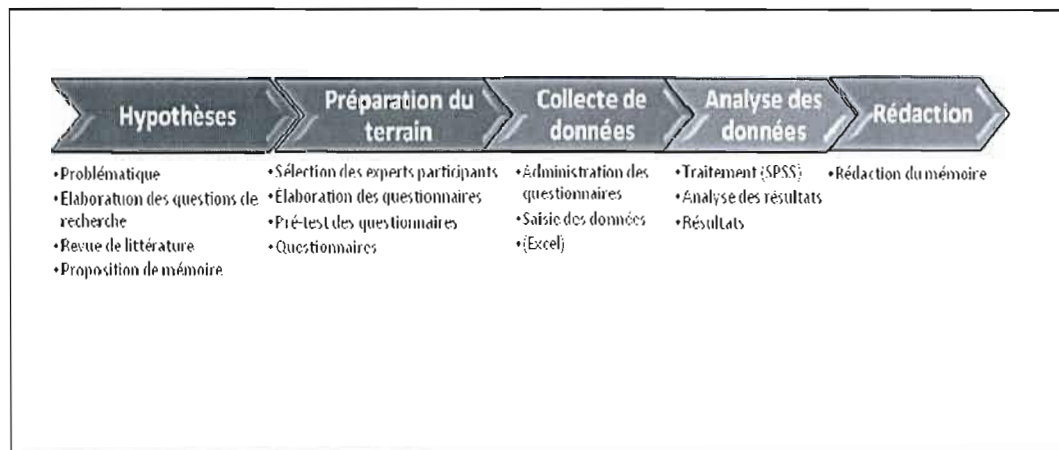 Hypothèses
•Problématique
•Elaboratuon des questions de
recherche
•Revue de littérature
•Proposition de mémoire
Préparation du
terrain
•Sélection des experts participants
•Élaboration des questionnaires
•Pré-test des questionnaires
•Questionnaires
Collecte de
données
•Administration des
questionnaires
•Saisie des données
•(Excel)
Analyse des
données
•Traitement (SPSS)
•Analyse des résultats
•Résultats
Rédaction
•Rédaction du mémoire